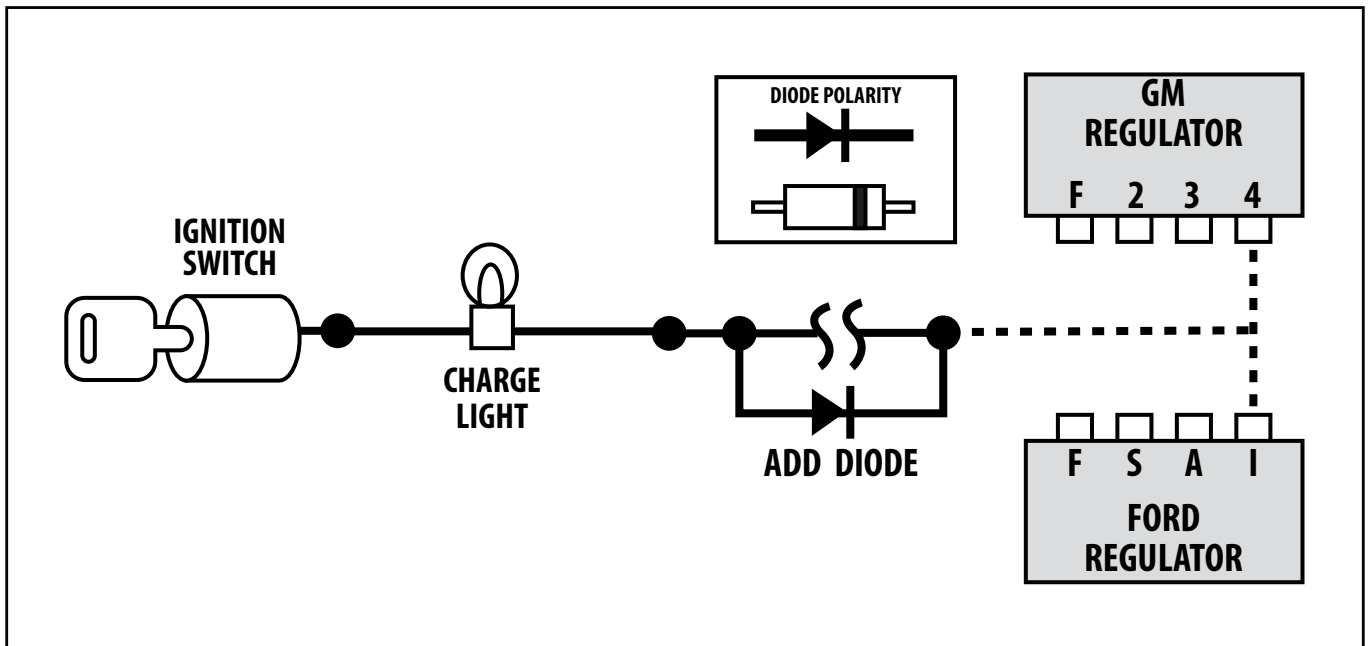 DIODE POLARITY
GM
REGULATOR
F 2 3 4
IGNITION
SWITCH
CHARGE
LIGHT
ADD DIODE
F S A I
FORD
REGULATOR